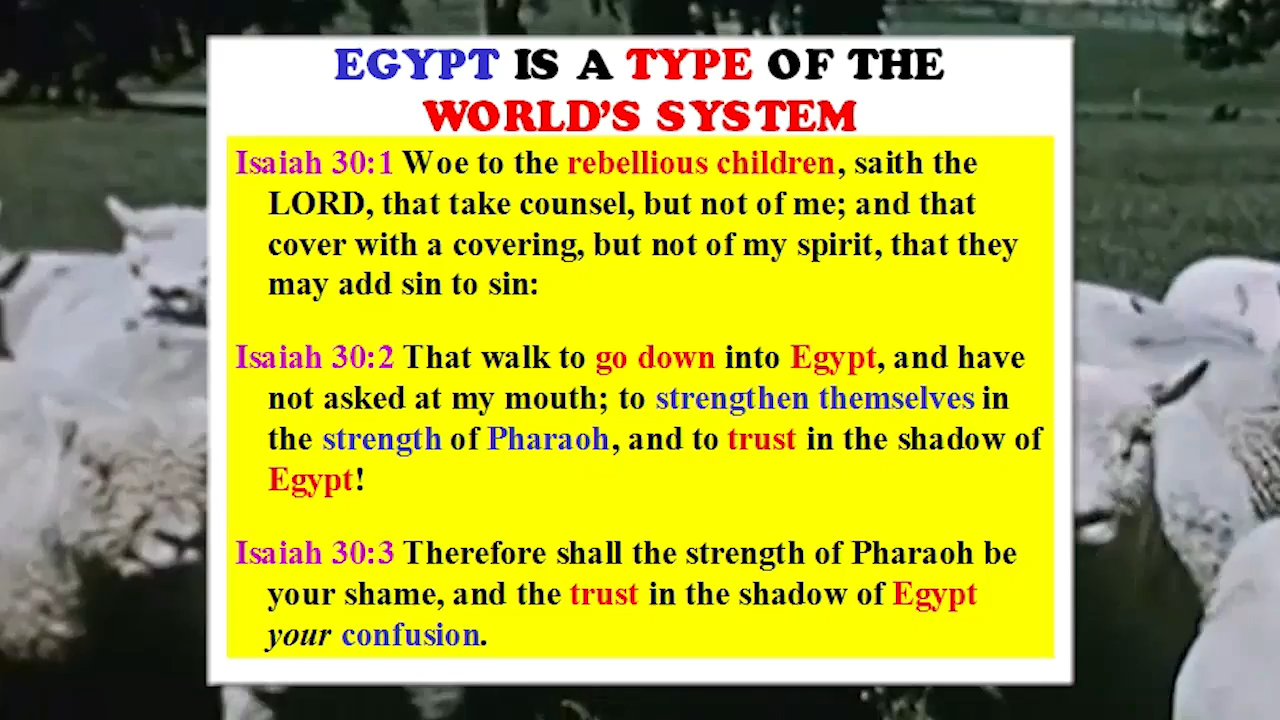 EGYPT IS A TYPE OF THE
WORLD'S SYSTEM
Isaiah 30:1 Woe to the rebellious children, saith the
LORD, that take counsel, but not of me; and that
cover with a covering, but not of my spirit, that they
may add sin to sin:
Isaiah 30:2 That walk to go down into Egypt, and have
not asked at my mouth; to strengthen themselves in
the strength of Pharaoh, and to trust in the shadow of
Egypt!
Isaiah 30:3 Therefore shall the strength of Pharaoh be
your shame, and the trust in the shadow of Egypt
your confusion.